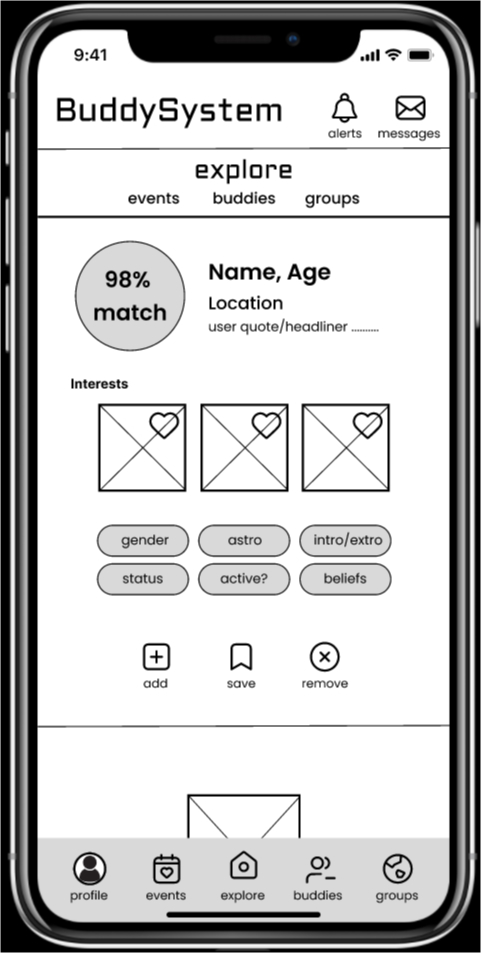 9:41
BuddySystem
alerts messages
explore
events buddies groups
98%
match
Name, Age
Location
user quote/headliner ..........
Interests
gender astro intro/extro
status active? beliefs
add save remove
profile events explore buddies groups